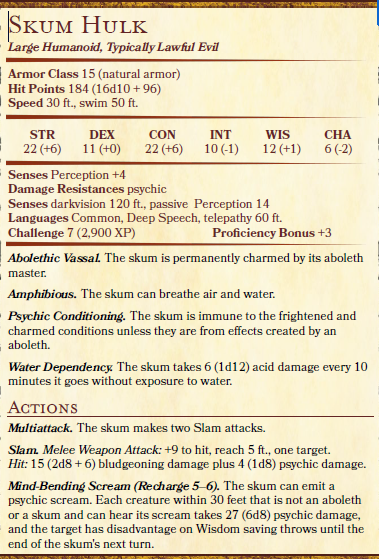 Skum Hulk
Large Humanoid, Typically Lawful Evil
Armor Class 15 (natural armor)
Hit Points 184 (16d10 + 96)
Speed 30 ft., swim 50 ft.
STR DEX CON INT WIS CHA
22 (+6) 11 (+0) 22 (+6) 10 (-1) 12 (+1) 6 (-2)
Senses Perception +4
Damage Resistances psychic
Senses darkvision 120 ft., passive Perception 14
Languages Common, Deep Speech, telepathy 60 ft.
Challenge 7 (2,900 XP) Proficiency Bonus +3
Abolethic Vassal. The skum is permanently charmed by its aboleth
master.
Amphibious. The skum can breathe air and water.
Psychic Conditioning. The skum is immune to the frightened and
charmed conditions unless they are from effects created by an
aboleth.
Water Dependency. The skum takes 6 (1d12) acid damage every 10
minutes it goes without exposure to water.
Actions
Multiattack. The skum makes two Slam attacks.
Slam. Melee Weapon Attack: +9 to hit, reach 5 ft., one target.
Hit: 15 (2d8 + 6) bludgeoning damage plus 4 (1d8) psychic damage.
Mind-Bending Scream (Recharge 5–6). The skum can emit a
psychic scream. Each creature within 30 feet that is not an aboleth
or a skum and can hear its scream takes 27 (6d8) psychic damage,
and the target has disadvantage on Wisdom saving throws until the
end of the skum's next turn.